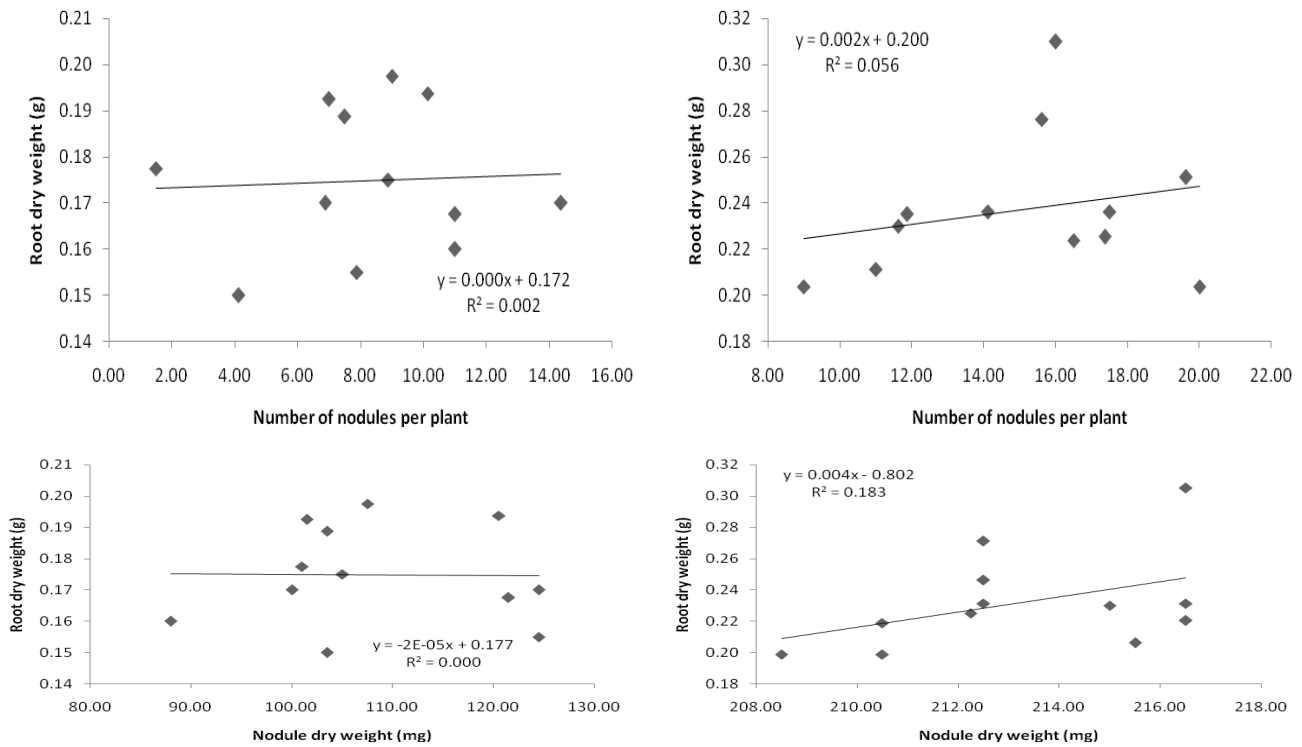 0.21
0.20
0.19
0.18
0.17
0.16
0.15
0.14
Root dry weight (g)
y = 0.000x + 0.172
R² = 0.002
0.00 2.00 4.00 6.00 8.00 10.00 12.00 14.00 16.00
Number of nodules per plant
y = 0.002x + 0.200
R² = 0.056
0.32
0.30
0.28
0.26
0.24
0.22
0.20
0.18
Root dry weight (g)
8.00 10.00 12.00 14.00 16.00 18.00 20.00 22.00
Number of nodules per plant
0.21
0.20
0.19
0.18
0.17
0.16
0.15
0.14
Root dry weight (g)
y = -2E-05x + 0.177
R² = 0.000
80.00 90.00 100.00 110.00 120.00 130.00
Nodule dry weight (mg)
y = 0.004x - 0.802
R² = 0.183
0.32
0.30
0.28
0.26
0.24
0.22
0.20
0.18
Root dry weight (g)
208.00 210.00 212.00 214.00 216.00 218.00
Nodule dry weight (mg)